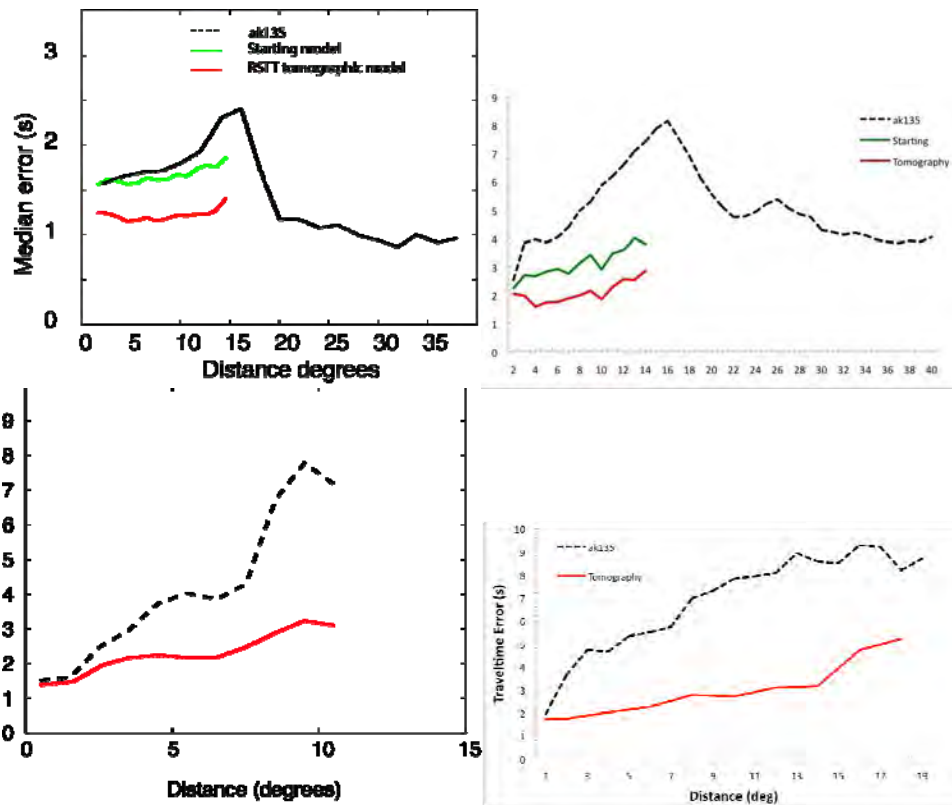 3
2
1
0
Median error (s)
ak135
Starting model
RSTT tomographic model
0 5 10 15 20 25 30 35
Distance degrees
9
8
7
6
5
4
3
2
1
0
ak135
Starting
Tomography
2 4 6 8 10 12 14 16 18 20 22 24 26 28 30 32 34 36 38 40
9
8
7
6
5
4
3
2
1
0
0 5 10 15
Distance (degrees)
10
9
8
7
6
5
4
3
2
1
0
Traveltime Error (s)
ak135
Tomography
1 3 5 7 9 11 13 15 17 19
Distance (deg)